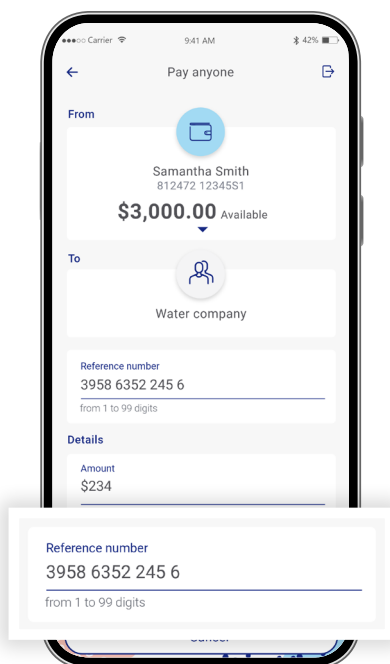 Carrier 9:41 AM 42%
Pay anyone
From
Samantha Smith
812472 12345S1
$3,000.00 Available
To
Water company
Reference number
3958 6352 245 6
from 1 to 99 digits
Details
Amount
$234
Reference number
3958 6352 245 6
from 1 to 99 digits